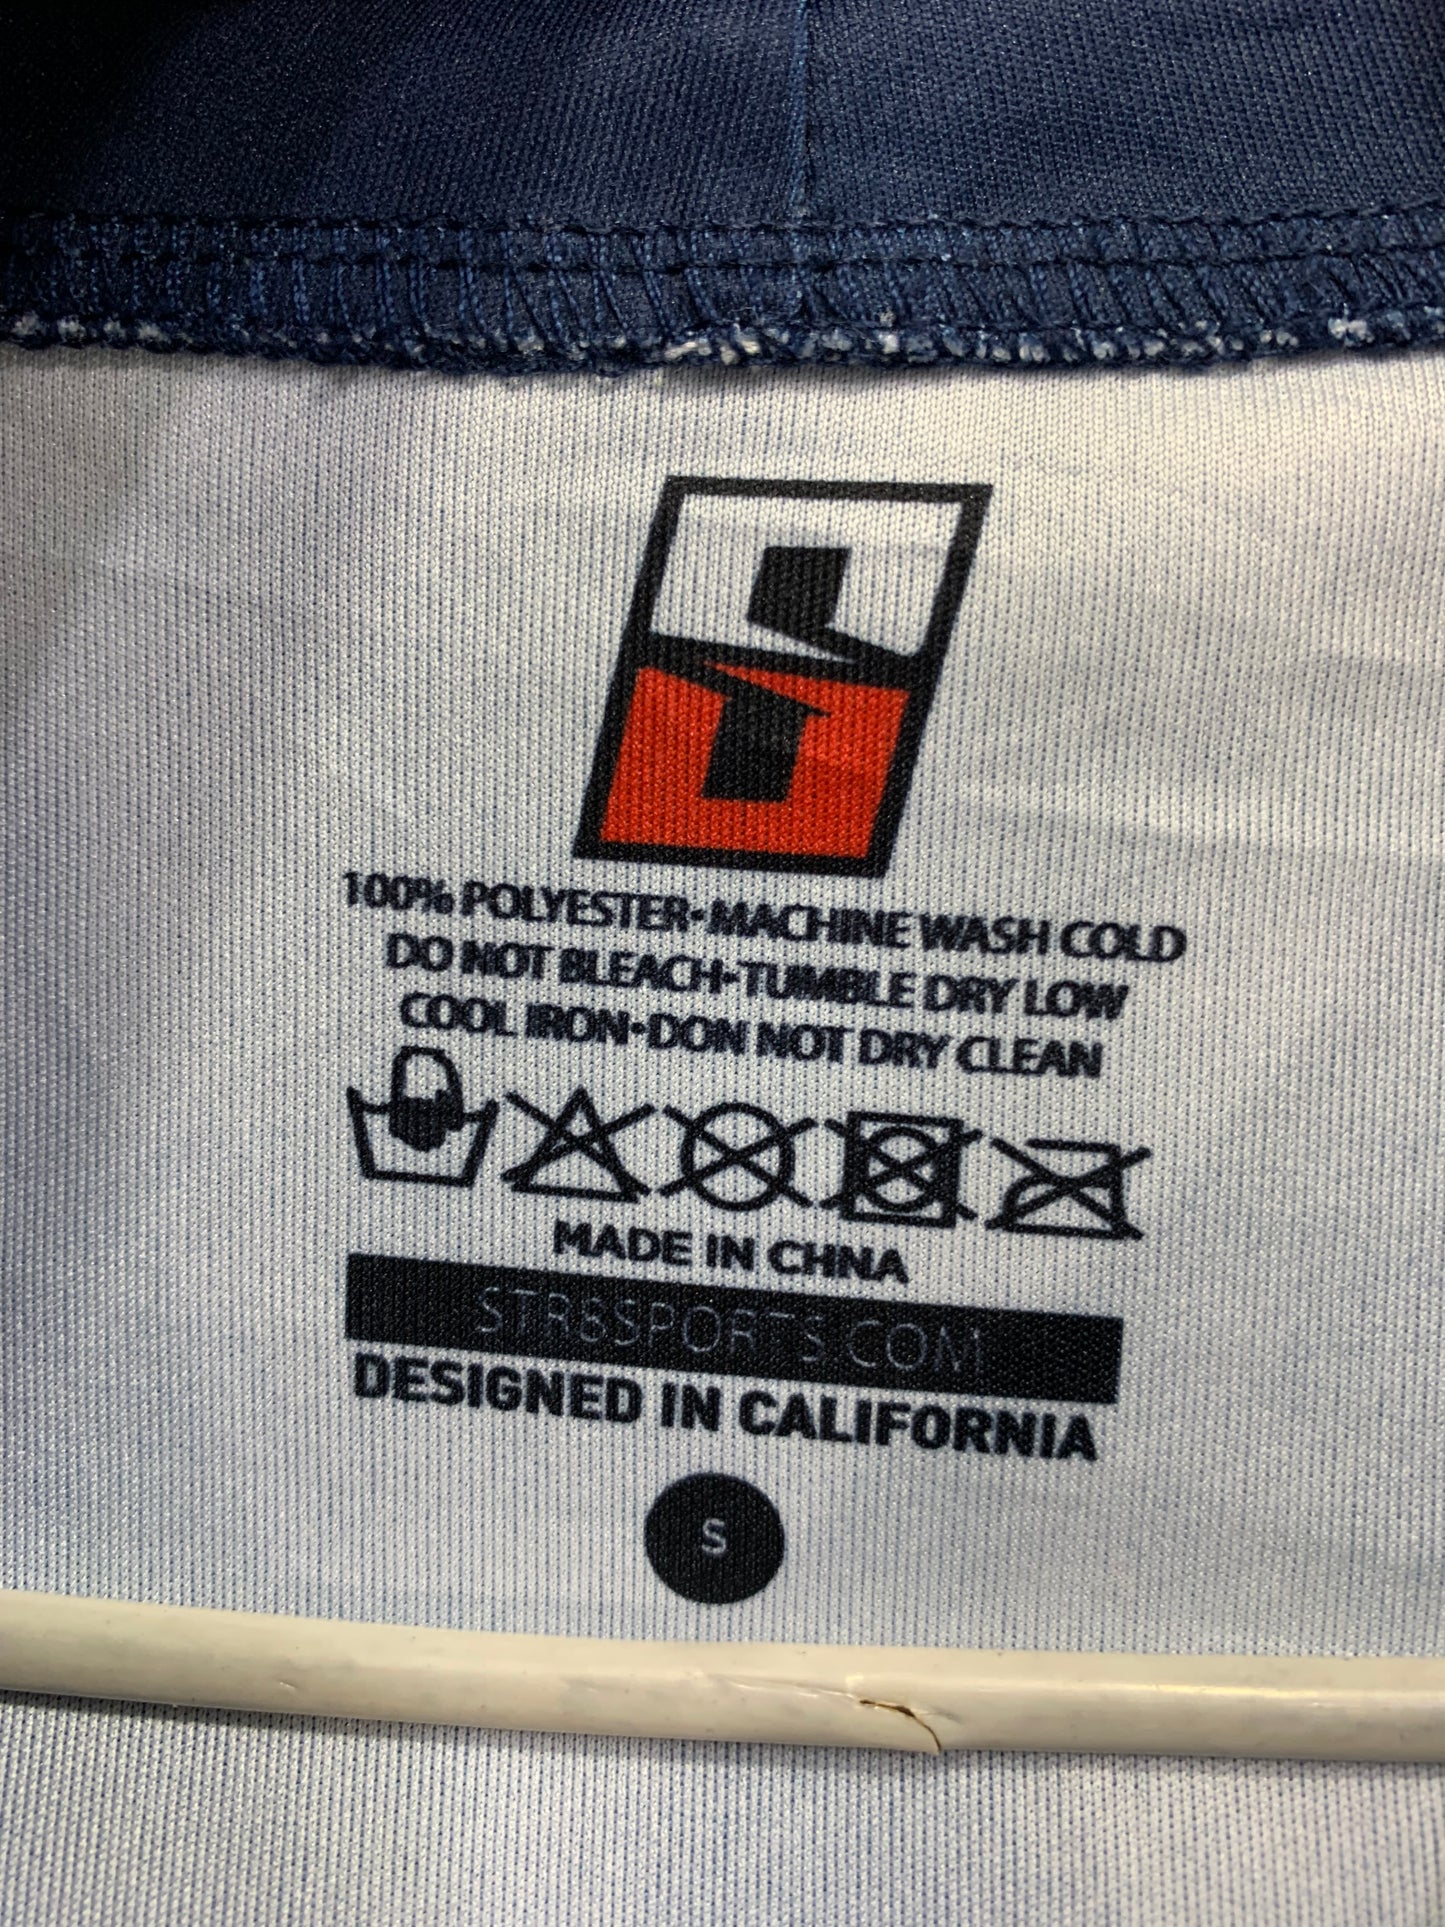 100% POLYESTER•MACHINE WASH COLD
DO NOT BLEACH•TUMBLE DRY LOW
COOL IRON•DON NOT DRY CLEAN
MADE IN CHNA
STR8SPORTS.COM
DESIGNED IN CALIFORNIA
S